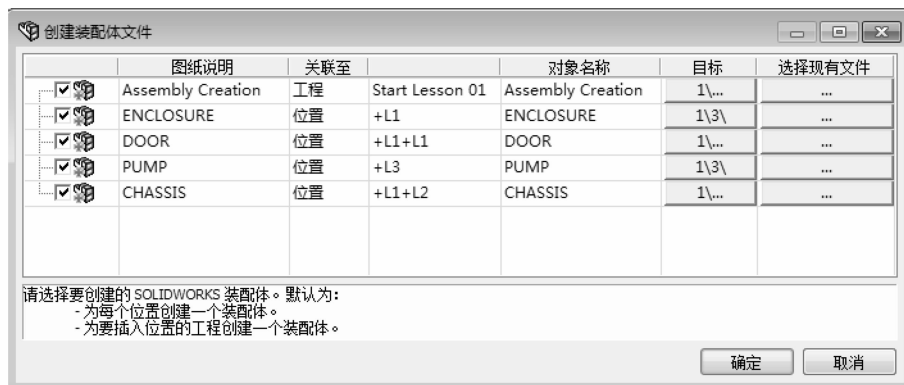 创建装配体文件
图纸说明 关联至 对象名称 目标 选择现有文件
Assembly Creation 工程 Start Lesson 01 Assembly Creation 1\... ...
ENCLOSURE 位置 +L1 ENCLOSURE 1\3\ ...
DOOR 位置 +L1+L1 DOOR 1\... ...
PUMP 位置 +L3 PUMP 1\3\ ...
CHASSIS 位置 +L1+L2 CHASSIS 1\... ...
请选择要创建的 SOLIDWORKS 装配体。默认为:
- 为每个位置创建一个装配体。
- 为要插入位置的工程创建一个装配体。
确定 取消